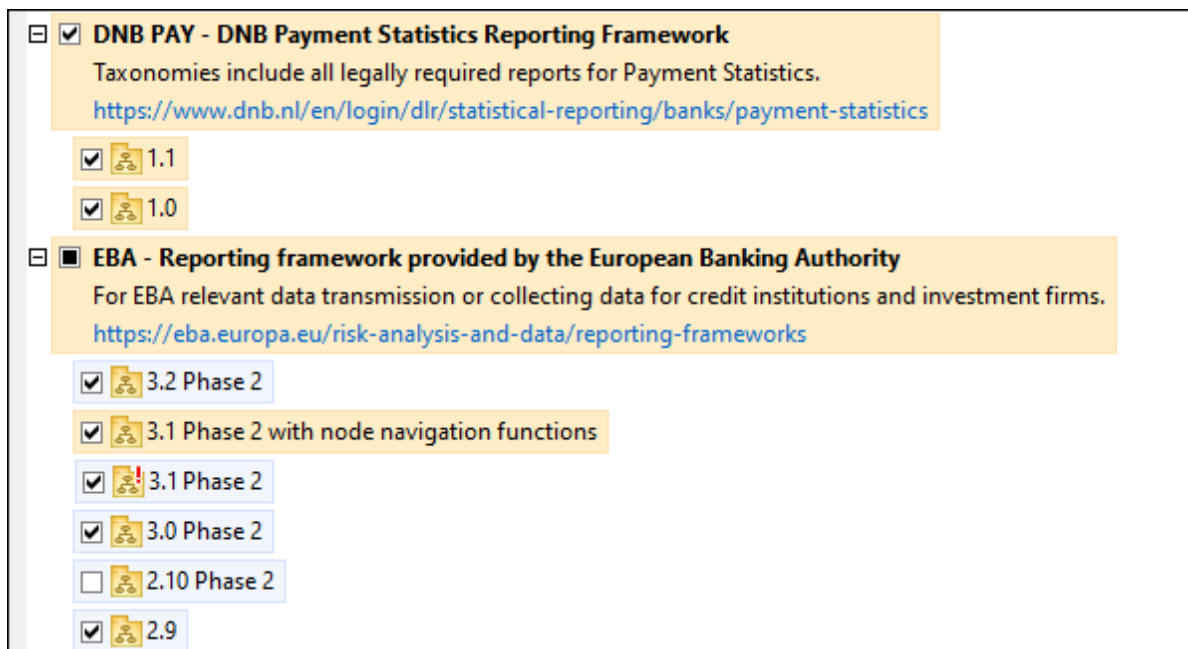 DNB PAY - DNB Payment Statistics Reporting Framework
Taxonomies include all legally required reports for Payment Statistics.
https://www.dnb.nl/en/login/dlr/statistical-reporting/banks/payment-statistics
1.1
1.0
EBA - Reporting framework provided by the European Banking Authority
For EBA relevant data transmission or collecting data for credit institutions and investment firms.
https://eba.europa.eu/risk-analysis-and-data/reporting-frameworks
3.2 Phase 2
3.1 Phase 2 with node navigation functions
3.1 Phase 2
3.0 Phase 2
2.10 Phase 2
2.9